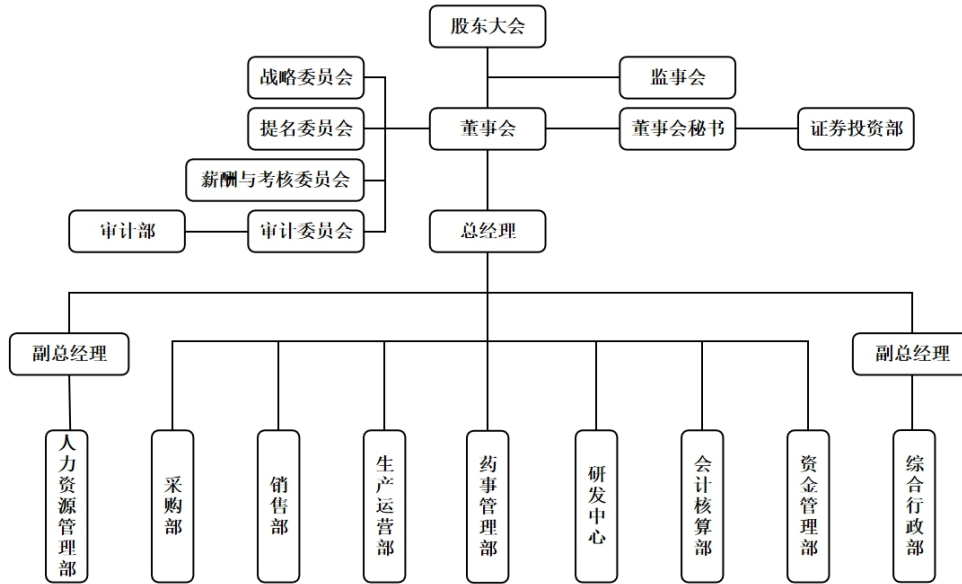 股东大会
战略委员会
监事会
提名委员会
董事会
董事会秘书
证券投资部
薪酬与考核委员会
审计部
审计委员会
总经理
副总经理
副总经理
人力资源管理部
采购部
销售部
生产运营部
药事管理部
研发中心
会计核算部
资金管理部
综合行政部